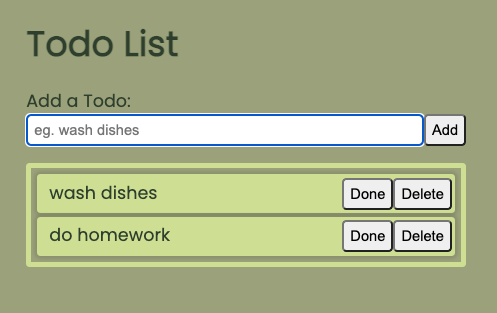 Todo List
Add a Todo:
eg. wash dishes Add
wash dishes Done Delete
do homework Done Delete